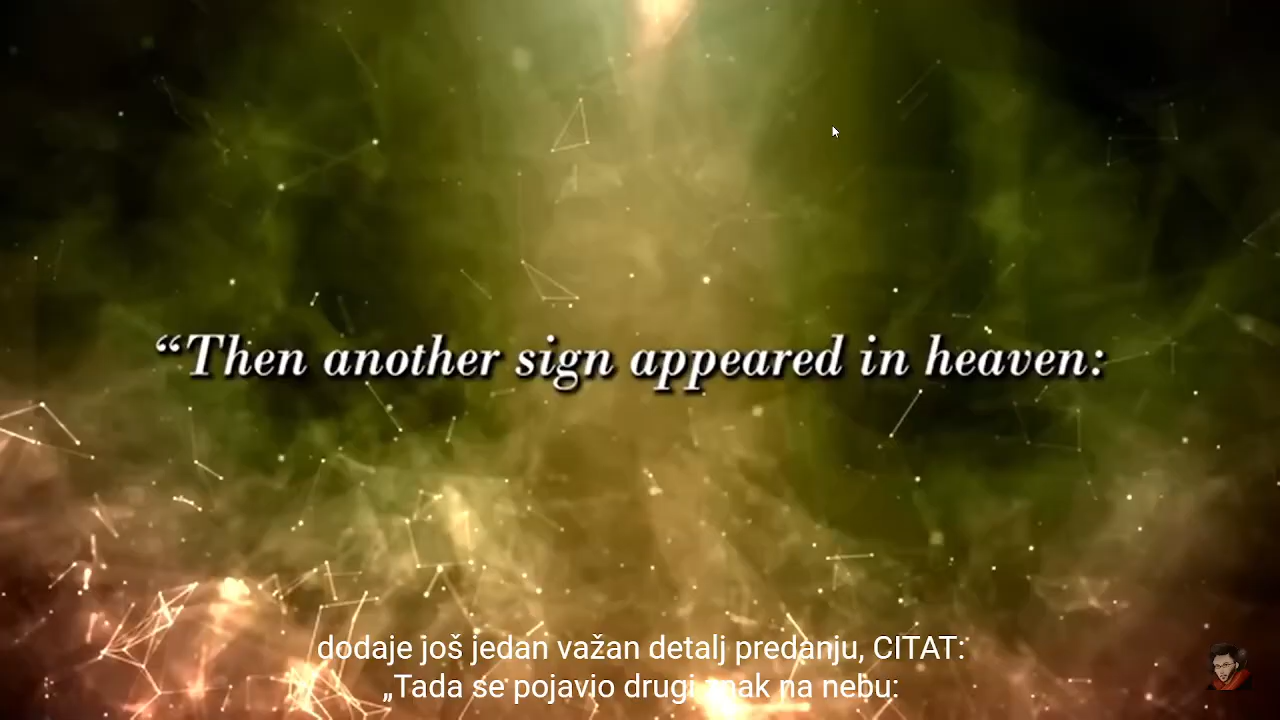 “Then another sign appeared in heaven:
dodaje još jedan važan detalj predanju, CITAT:
„Tada se pojavio drugi znak na nebu: